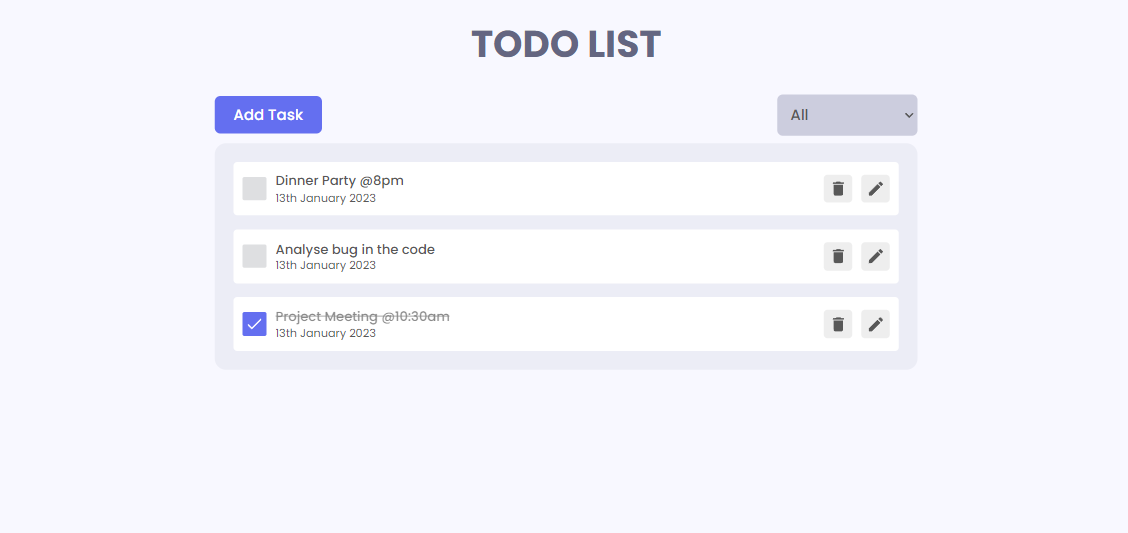 TODO LIST
Add Task
All
Dinner Party @8pm
13th January 2023
Analyse bug in the code
13th January 2023
Project Meeting @10:30am
13th January 2023